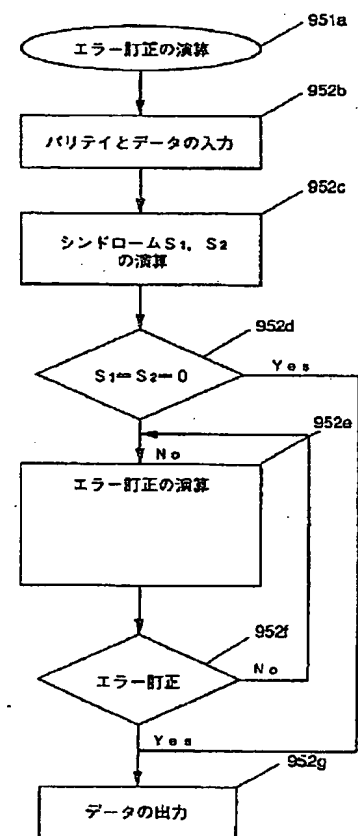 951a
エラー訂正の演算
952b
パリテイとデータの入力
952c
シンドロームS1, S2
の演算
952d
S1=S2=0
Yes
952e
No
エラー訂正の演算
952f
エラー訂正
No
Yes
952g
データの出力